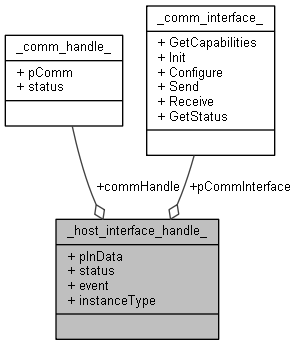 _comm_interface_
+ GetCapabilities
+ Init
+ Configure
+ Send
+ Receive
+ GetStatus
_comm_handle_
+ pComm
+ status
+commHandle
+pCommInterface
_host_interface_handle_
+ pInData
+ status
+ event
+ instanceType